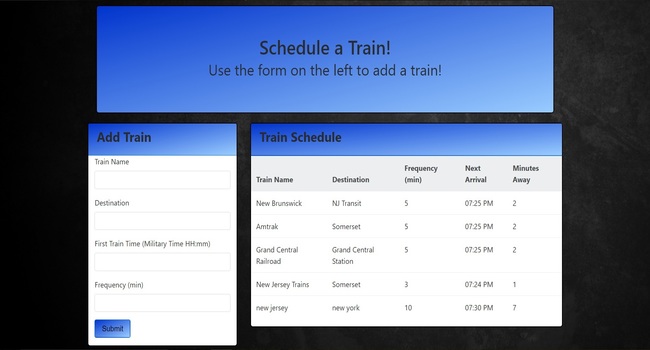 Schedule a Train!
Use the form on the left to add a train!
Add Train
Train Name
Destination
First Train Time (Military Time HH:mm)
Frequency (min)
Submit
Train Schedule
Train Name Destination Frequency (min) Next Arrival Minutes Away
New Brunswick NJ Transit 5 07:25 PM 2
Amtrak Somerset 5 07:25 PM 2
Grand Central Railroad Grand Central Station 5 07:25 PM 2
New Jersey Trains Somerset 3 07:24 PM 1
new jersey new york 10 07:30 PM 7